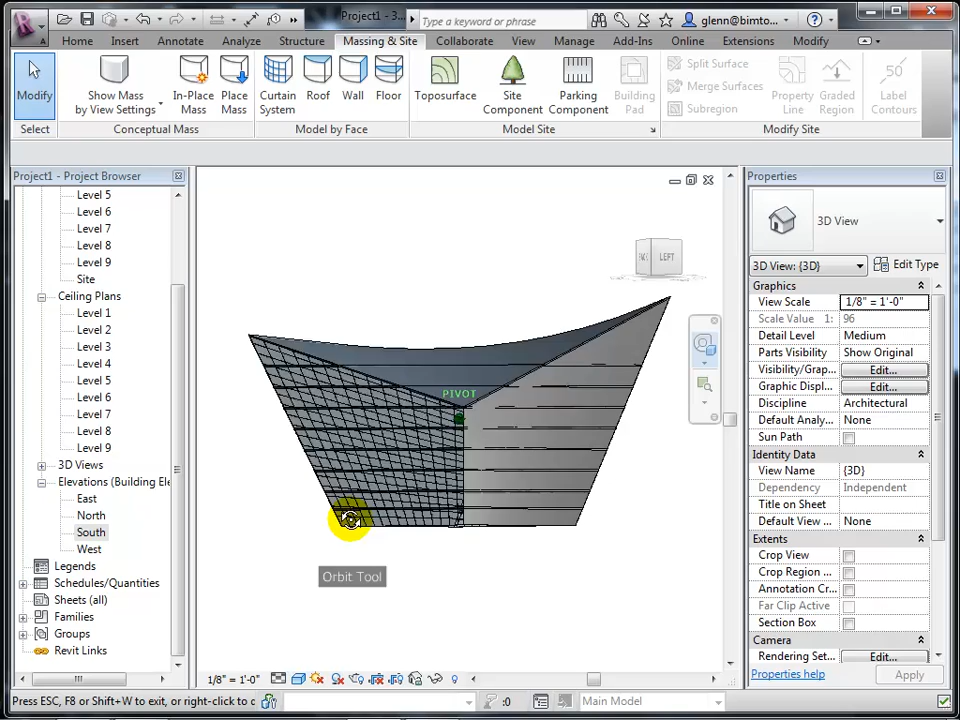 Project1 - 3... Type a keyword or phrase glenn@bimto...
Home Insert Annotate Analyze Structure Massing & Site Collaborate View Manage Add-Ins Online Extensions Modify
Modify
Show Mass
by View Settings
In-Place
Mass
Place
Mass
Curtain
System
Roof
Wall
Floor
Toposurface
Site
Component
Parking
Component
Building
Pad
Split Surface
Merge Surfaces
Subregion
Property
Line
Graded
Region
50
Label
Contours
Select Conceptual Mass Model by Face Model Site Modify Site
Project1 - Project Browser
Level 5
Level 6
Level 7
Level 8
Level 9
Site
Ceiling Plans
Level 1
Level 2
Level 3
Level 4
Level 5
Level 6
Level 7
Level 8
Level 9
3D Views
Elevations (Building Ele
East
North
South
West
Legends
Schedules/Quantities
Sheets (all)
Families
Groups
Revit Links
LEFT
PIVOT
Orbit Tool
Properties
3D View
3D View: {3D} Edit Type
Graphics
View Scale 1/8" = 1'-0"
Scale Value 1: 96
Detail Level Medium
Parts Visibility Show Original
Visibility/Grap... Edit...
Graphic Displ... Edit...
Discipline Architectural
Default Analy... None
Sun Path
Identity Data
View Name {3D}
Dependency Independent
Title on Sheet
Default View ... None
Extents
Crop View
Crop Region ...
Annotation Cr...
Far Clip Active
Section Box
Camera
Rendering Set... Edit...
Properties help Apply
1/8" = 1'-0"
Press ESC, F8 or Shift+W to exit, or right-click to c :0 Main Model